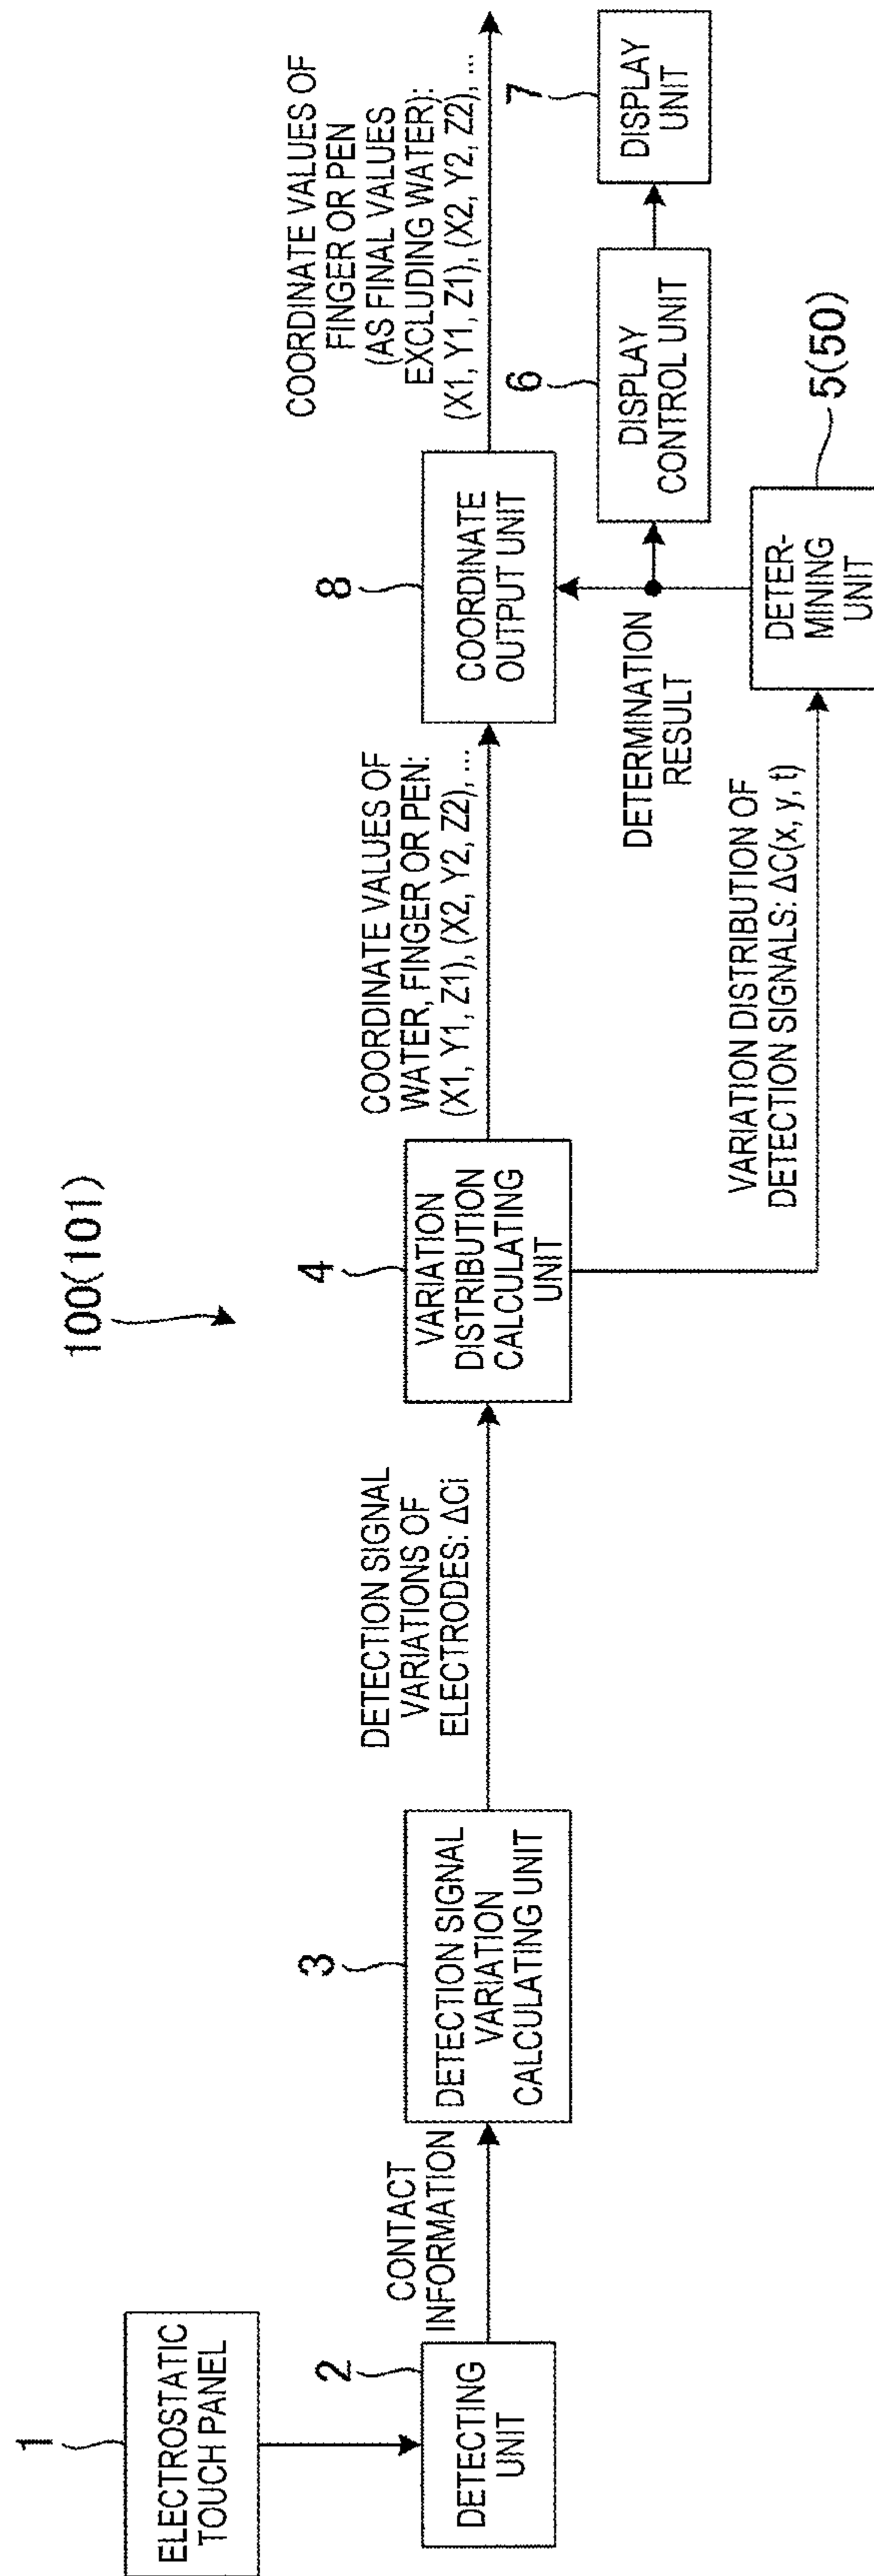 100(101)
1
ELECTROSTATIC
TOUCH PANEL
2
DETECTING
UNIT
CONTACT
INFORMATION
3
DETECTION SIGNAL
VARIATION
CALCULATING UNIT
DETECTION SIGNAL
VARIATIONS OF
ELECTRODES: ΔCi
4
VARIATION
DISTRIBUTION
CALCULATING
UNIT
COORDINATE VALUES OF
WATER, FINGER OR PEN:
(X1, Y1, Z1), (X2, Y2, Z2), ...
VARIATION DISTRIBUTION OF
DETECTION SIGNALS: ΔC(x, y, t)
8
COORDINATE
OUTPUT UNIT
DETERMINATION
RESULT
DETER-
MINING
UNIT
5(50)
COORDINATE VALUES OF
FINGER OR PEN
(AS FINAL VALUES
EXCLUDING WATER):
(X1, Y1, Z1), (X2, Y2, Z2), ...
6
DISPLAY
CONTROL UNIT
7
DISPLAY
UNIT